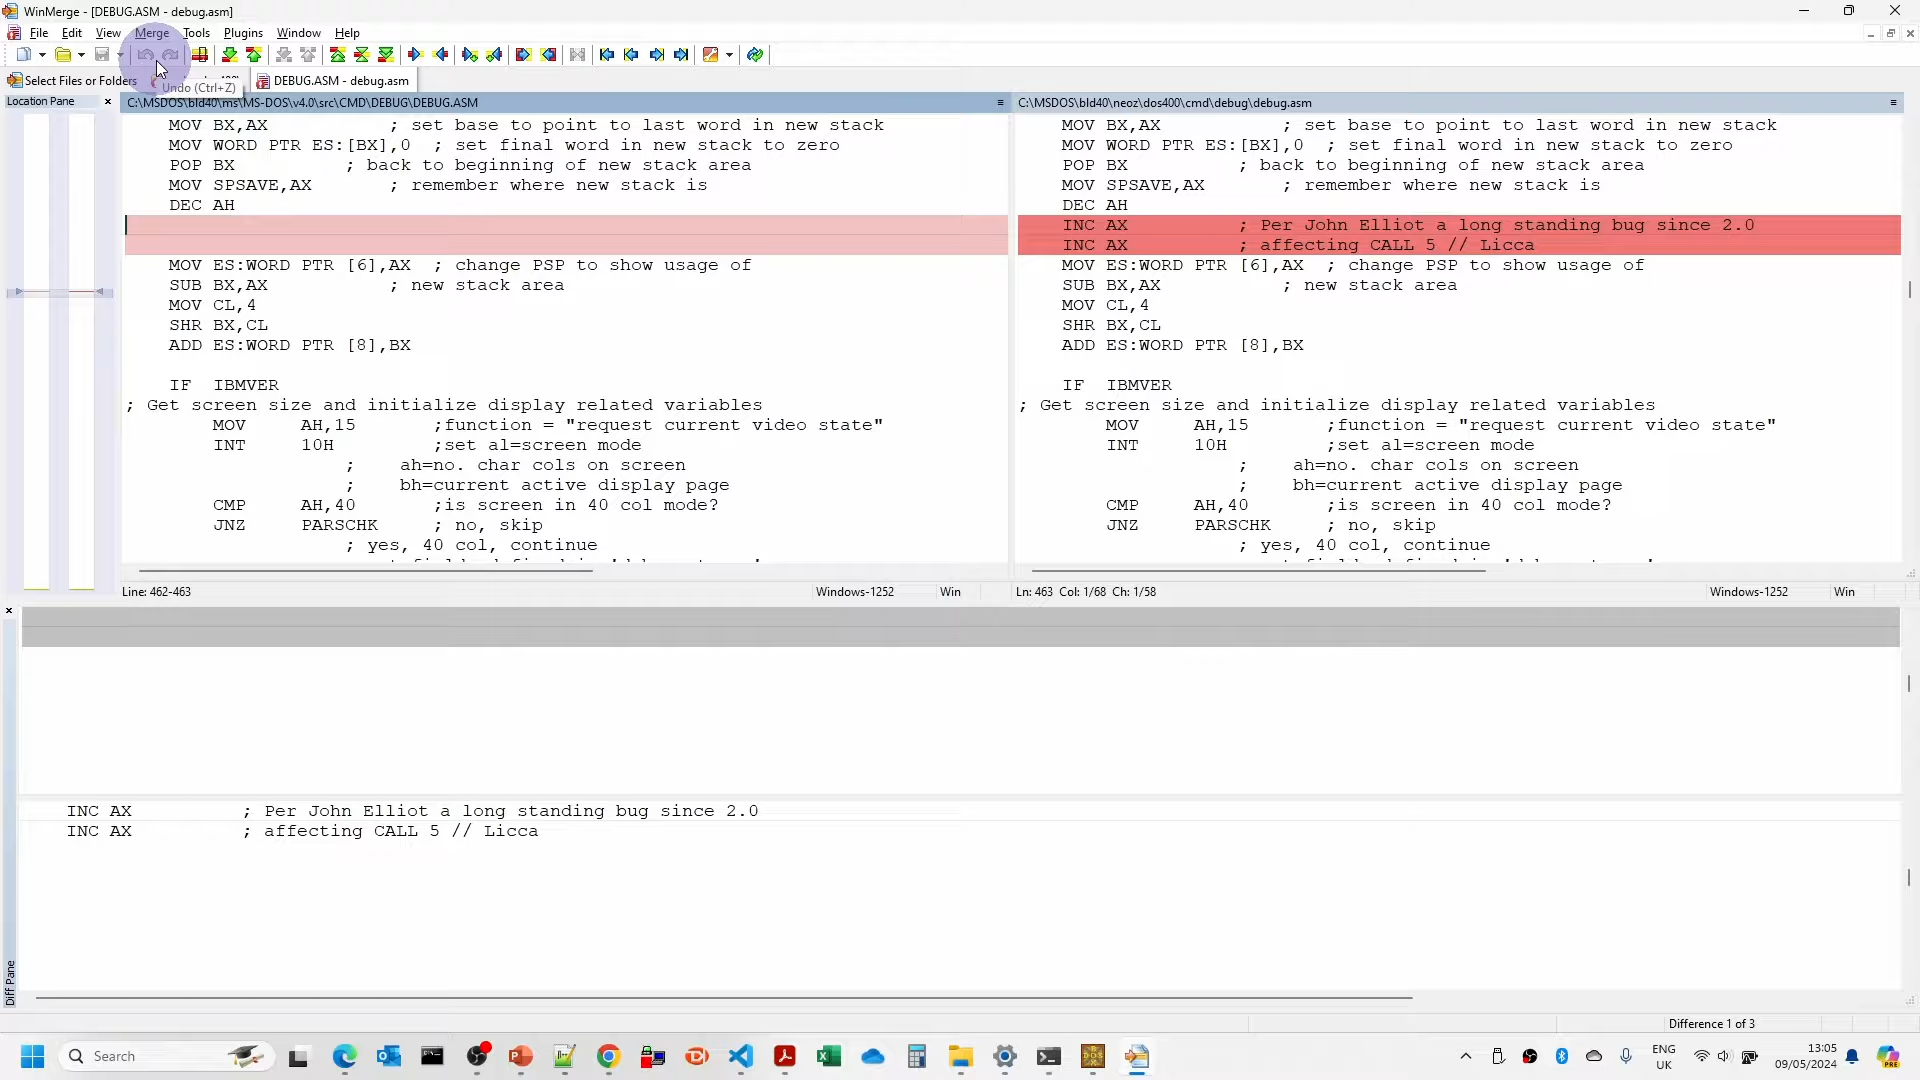 WinMerge - [DEBUG.ASM - debug.asm]
File Edit View Merge Tools Plugins Window Help
Select Files or Folders
DEBUG.ASM - debug.asm
Undo (Ctrl+Z)
Location Pane
C:\MSDOS\bld40\ms\MS-DOS\v4.0\src\CMD\DEBUG\DEBUG.ASM
MOV BX,AX ; set base to point to last word in new stack
MOV WORD PTR ES:[BX],0 ; set final word in new stack to zero
POP BX ; back to beginning of new stack area
MOV SPSAVE,AX ; remember where new stack is
DEC AH
MOV ES:WORD PTR [6],AX ; change PSP to show usage of
SUB BX,AX ; new stack area
MOV CL,4
SHR BX,CL
ADD ES:WORD PTR [8],BX
IF IBMVER
; Get screen size and initialize display related variables
MOV AH,15 ;function = "request current video state"
INT 10H ;set al=screen mode
; ah=no. char cols on screen
; bh=current active display page
CMP AH,40 ;is screen in 40 col mode?
JNZ PARSCHK ; no, skip
; yes, 40 col, continue
Line: 462-463 Windows-1252 Win
C:\MSDOS\bld40\neoz\dos400\cmd\debug\debug.asm
MOV BX,AX ; set base to point to last word in new stack
MOV WORD PTR ES:[BX],0 ; set final word in new stack to zero
POP BX ; back to beginning of new stack area
MOV SPSAVE,AX ; remember where new stack is
DEC AH
INC AX ; Per John Elliot a long standing bug since 2.0
INC AX ; affecting CALL 5 // Licca
MOV ES:WORD PTR [6],AX ; change PSP to show usage of
SUB BX,AX ; new stack area
MOV CL,4
SHR BX,CL
ADD ES:WORD PTR [8],BX
IF IBMVER
; Get screen size and initialize display related variables
MOV AH,15 ;function = "request current video state"
INT 10H ;set al=screen mode
; ah=no. char cols on screen
; bh=current active display page
CMP AH,40 ;is screen in 40 col mode?
JNZ PARSCHK ; no, skip
; yes, 40 col, continue
Ln: 463 Col: 1/68 Ch: 1/58 Windows-1252 Win
INC AX ; Per John Elliot a long standing bug since 2.0
INC AX ; affecting CALL 5 // Licca
Diff Pane
Difference 1 of 3
Search
ENG
UK
13:05
09/05/2024